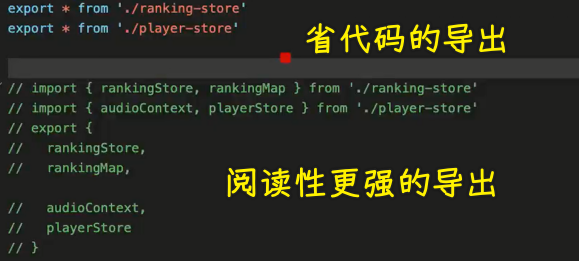 export * from './ranking-store'
export * from './player-store'
省代码的导出
// import { rankingStore, rankingMap } from './ranking-store'
// import { audioContext, playerStore } from './player-store'
// export {
//   rankingStore,
//   rankingMap,
阅读性更强的导出
//   audioContext,
//   playerStore
// }